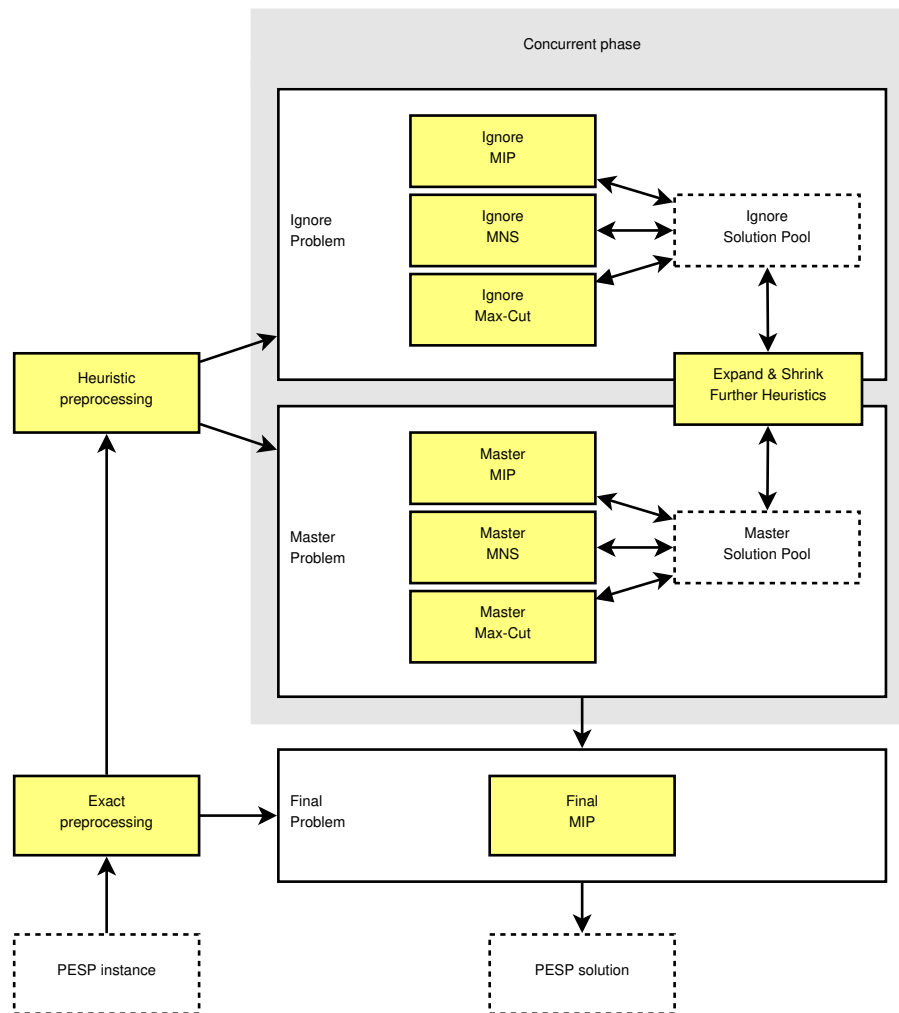 Concurrent phase
Ignore
MIP
Ignore
MNS
Ignore
Max-Cut
Ignore
Problem
Ignore
Solution Pool
Heuristic
preprocessing
Expand & Shrink
Further Heuristics
Master
MIP
Master
MNS
Master
Max-Cut
Master
Problem
Master
Solution Pool
Exact
preprocessing
Final
Problem
Final
MIP
PESP instance
PESP solution